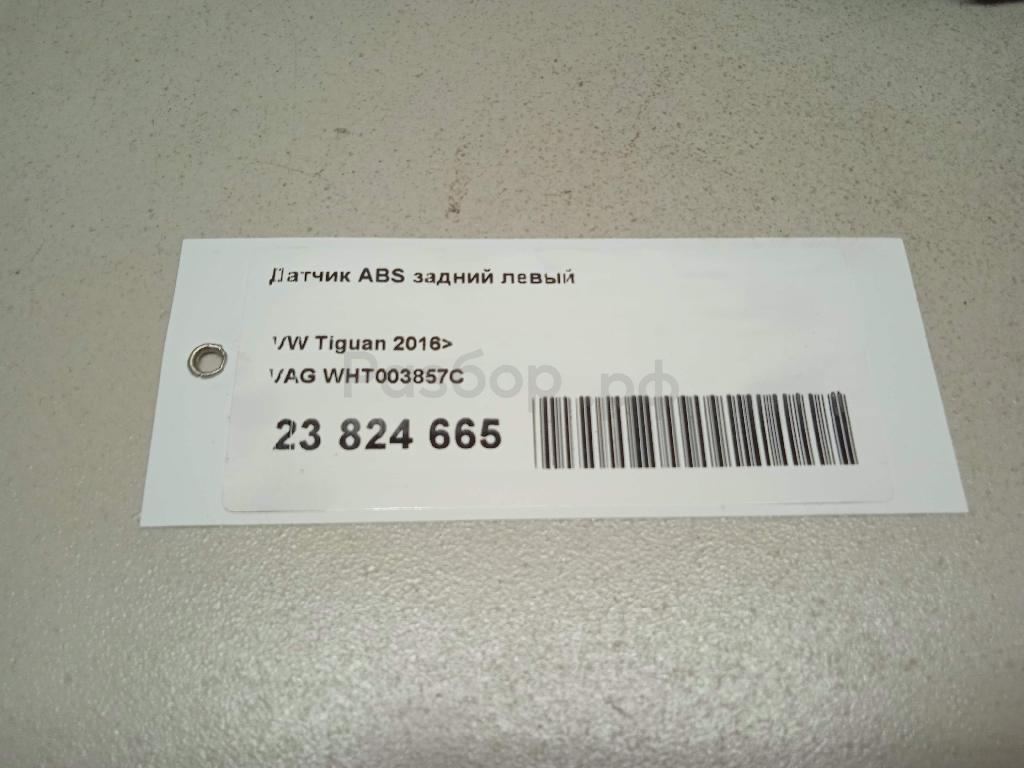 Датчик ABS задний левый
VW Tiguan 2016>
VAG WHT003857C
23 824 665
Разбор.рф